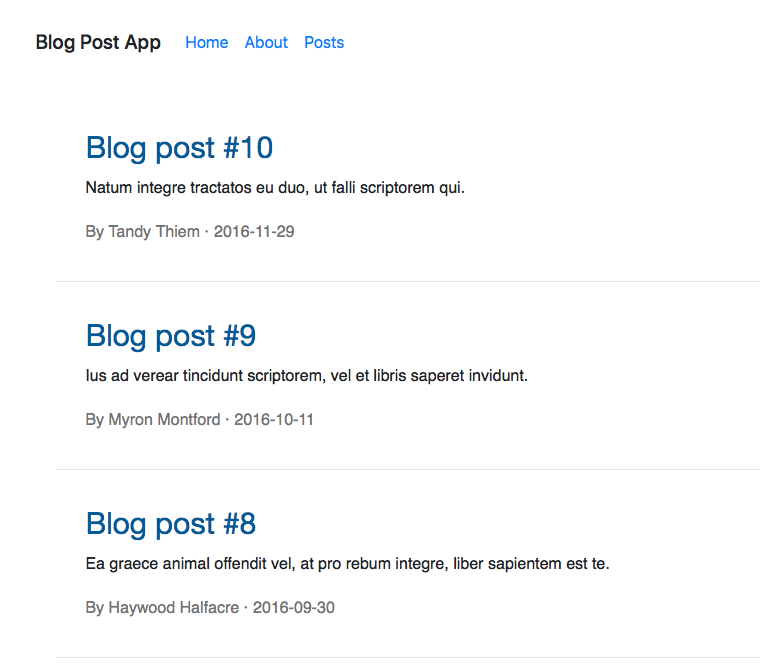 Blog Post App Home About Posts
Blog post #10
Natum integre tractatos eu duo, ut falli scriptorem qui.
By Tandy Thiem · 2016-11-29
Blog post #9
Ius ad verear tincidunt scriptorem, vel et libris saperet invidunt.
By Myron Montford · 2016-10-11
Blog post #8
Ea graece animal offendit vel, at pro rebum integre, liber sapientem est te.
By Haywood Halfacre · 2016-09-30